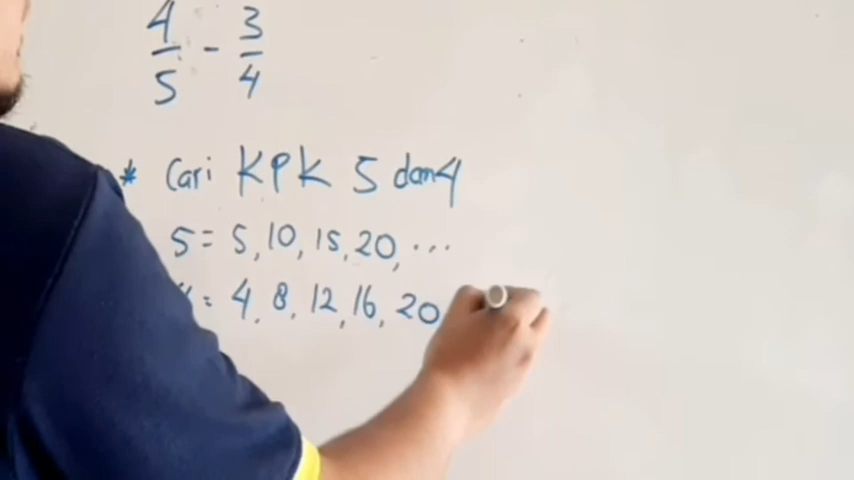 4/5 - 3/4
* Cari KPK 5 dan 4
5 = 5, 10, 15, 20, ...
4 = 4, 8, 12, 16, 20